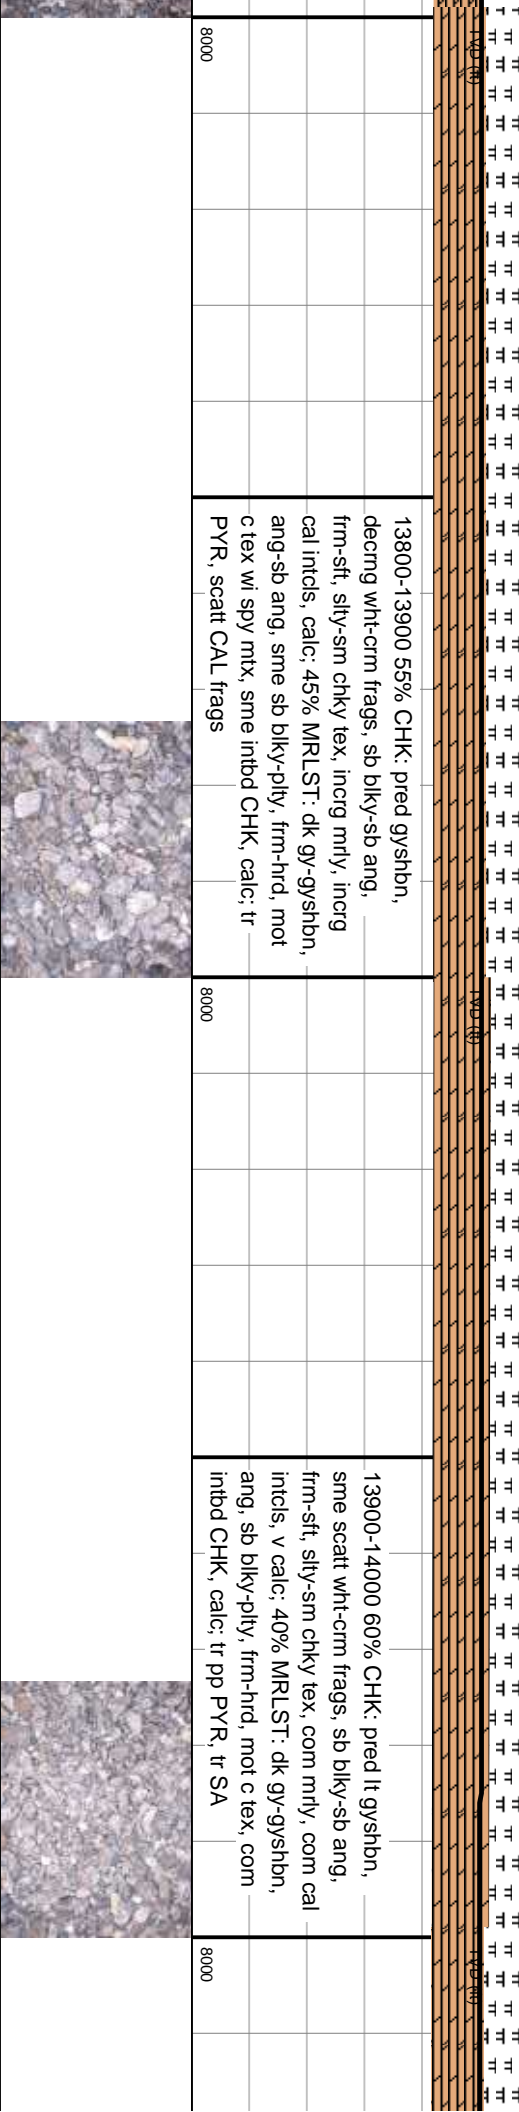 8000
TVD (ft)
13800-13900 55% CHK: pred gyshbn,
decrng wht-crm frags, sb blky-sb ang,
frm-sft, slty-sm chky tex, incrg mrly, incrg
cal intcls, calc; 45% MRLST: dk gy-gyshbn,
ang-sb ang, sme sb blky-plty, frm-hrd, mot
c tex wi spy mtx, sme intbd CHK, calc; tr
PYR, scatt CAL frags
8000
TVD (ft)
13900-14000 60% CHK: pred lt gyshbn,
sme scatt wht-crm frags, sb blky-sb ang,
frm-sft, slty-sm chky tex, com mrly, com cal
intcls, v calc; 40% MRLST: dk gy-gyshbn,
ang, sb blky-plty, frm-hrd, mot c tex, com
intbd CHK, calc; tr pp PYR, tr SA
8000
TVD (ft)